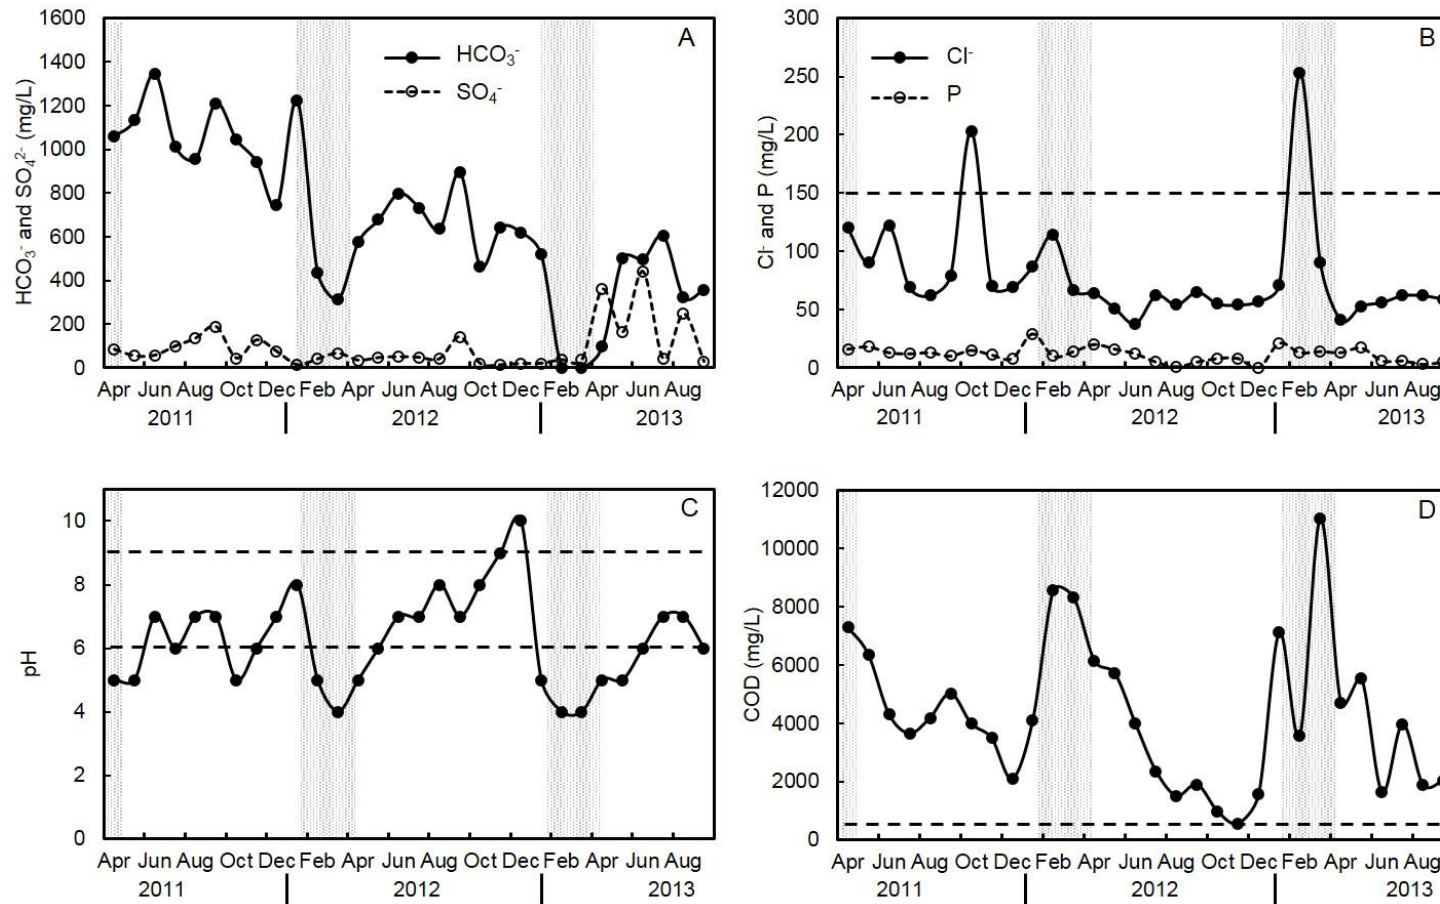 A
HCO₃⁻
SO₄⁻
HCO₃⁻ and SO₄²⁻ (mg/L)
1600
1400
1200
1000
800
600
400
200
0
Apr Jun Aug Oct Dec Feb Apr Jun Aug Oct Dec Feb Apr Jun Aug
2011 2012 2013
B
Cl⁻
P
Cl⁻ and P (mg/L)
300
250
200
150
100
50
0
Apr Jun Aug Oct Dec Feb Apr Jun Aug Oct Dec Feb Apr Jun Aug
2011 2012 2013
C
pH
10
8
6
4
2
0
Apr Jun Aug Oct Dec Feb Apr Jun Aug Oct Dec Feb Apr Jun Aug
2011 2012 2013
D
COD (mg/L)
12000
10000
8000
6000
4000
2000
0
Apr Jun Aug Oct Dec Feb Apr Jun Aug Oct Dec Feb Apr Jun Aug
2011 2012 2013